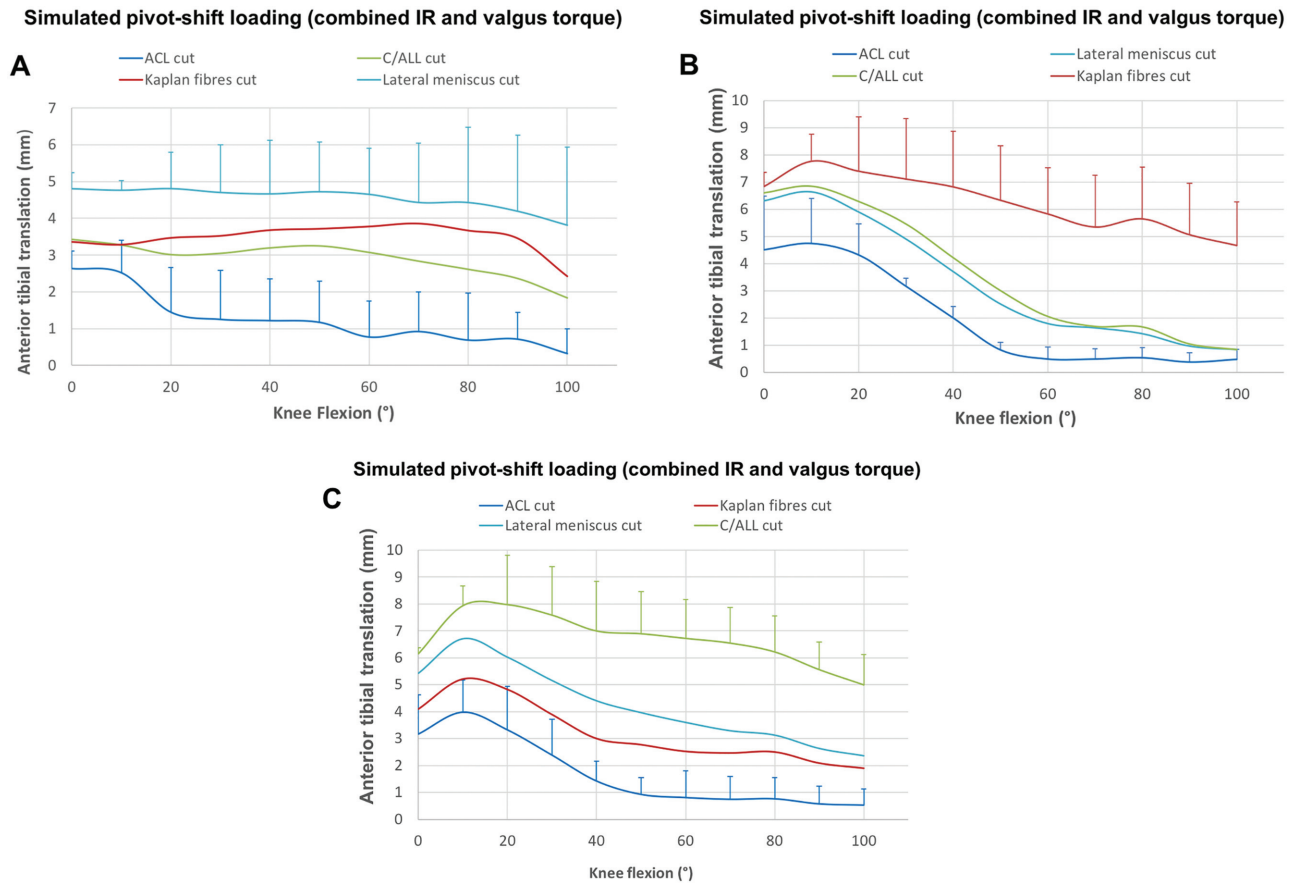 Simulated pivot-shift loading (combined IR and valgus torque)
A
ACL cut
C/ALL cut
Kaplan fibres cut
Lateral meniscus cut
Anterior tibial translation (mm)
7
6
5
4
3
2
1
0
0 20 40 60 80 100
Knee Flexion (°)
Simulated pivot-shift loading (combined IR and valgus torque)
B
ACL cut
Lateral meniscus cut
C/ALL cut
Kaplan fibres cut
Anterior tibial translation (mm)
10
9
8
7
6
5
4
3
2
1
0
0 20 40 60 80 100
Knee flexion (°)
Simulated pivot-shift loading (combined IR and valgus torque)
C
ACL cut
Kaplan fibres cut
Lateral meniscus cut
C/ALL cut
Anterior tibial translation (mm)
10
9
8
7
6
5
4
3
2
1
0
0 20 40 60 80 100
Knee flexion (°)